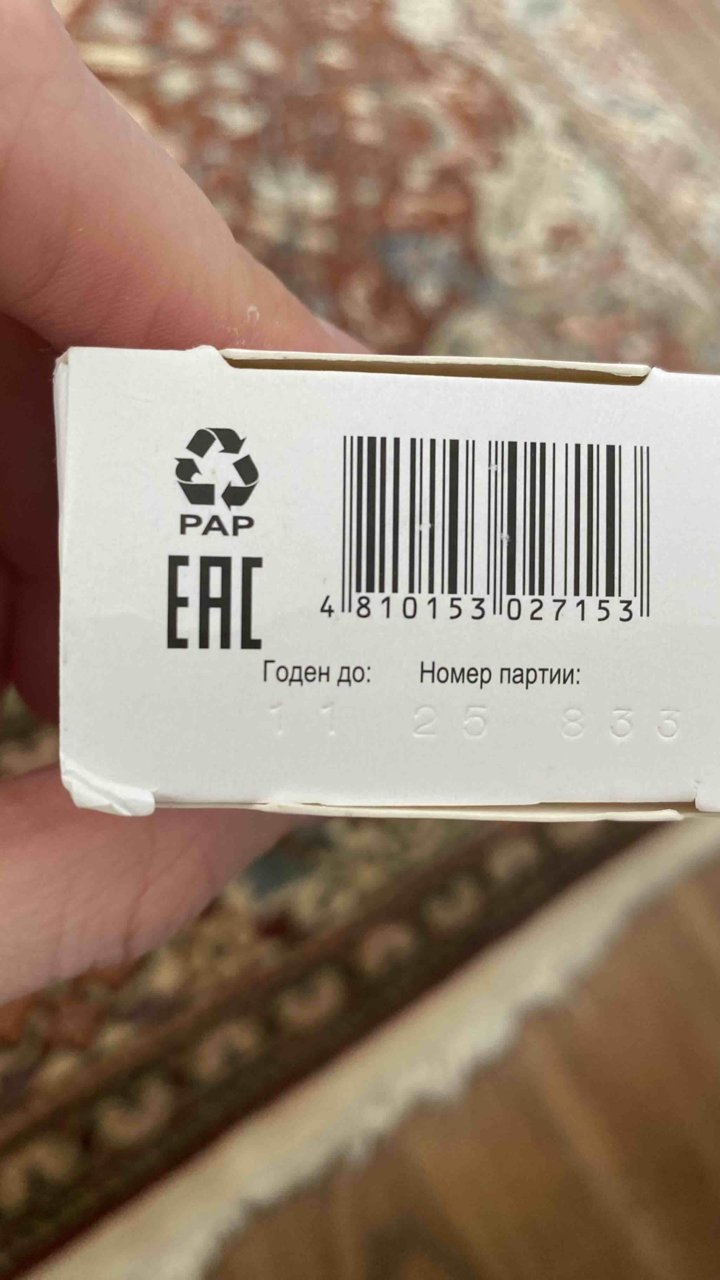 PAP
EAC
4 810153 027153
Годен до: Номер партии:
11 25 833